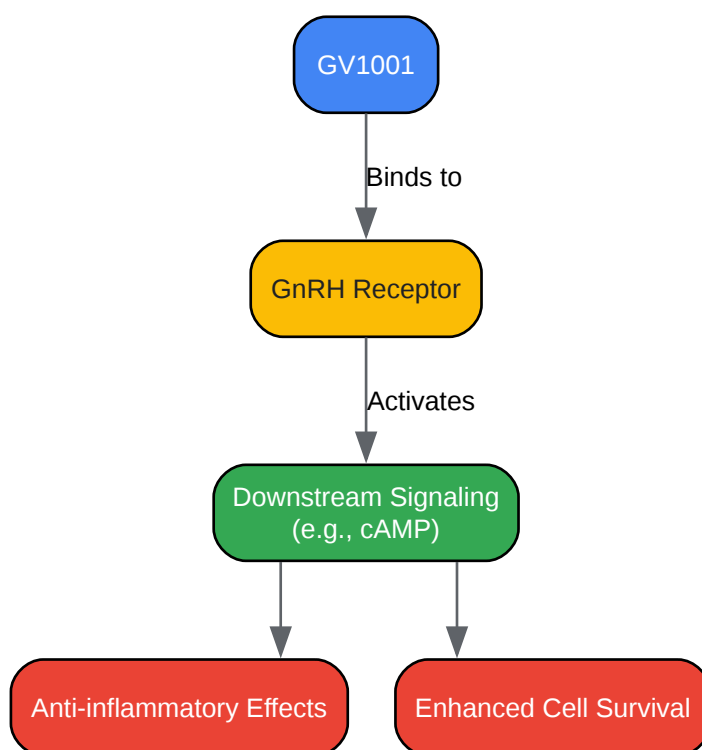 GV1001
Binds to
GnRH Receptor
Activates
Downstream Signaling
(e.g., cAMP)
Anti-inflammatory Effects
Enhanced Cell Survival